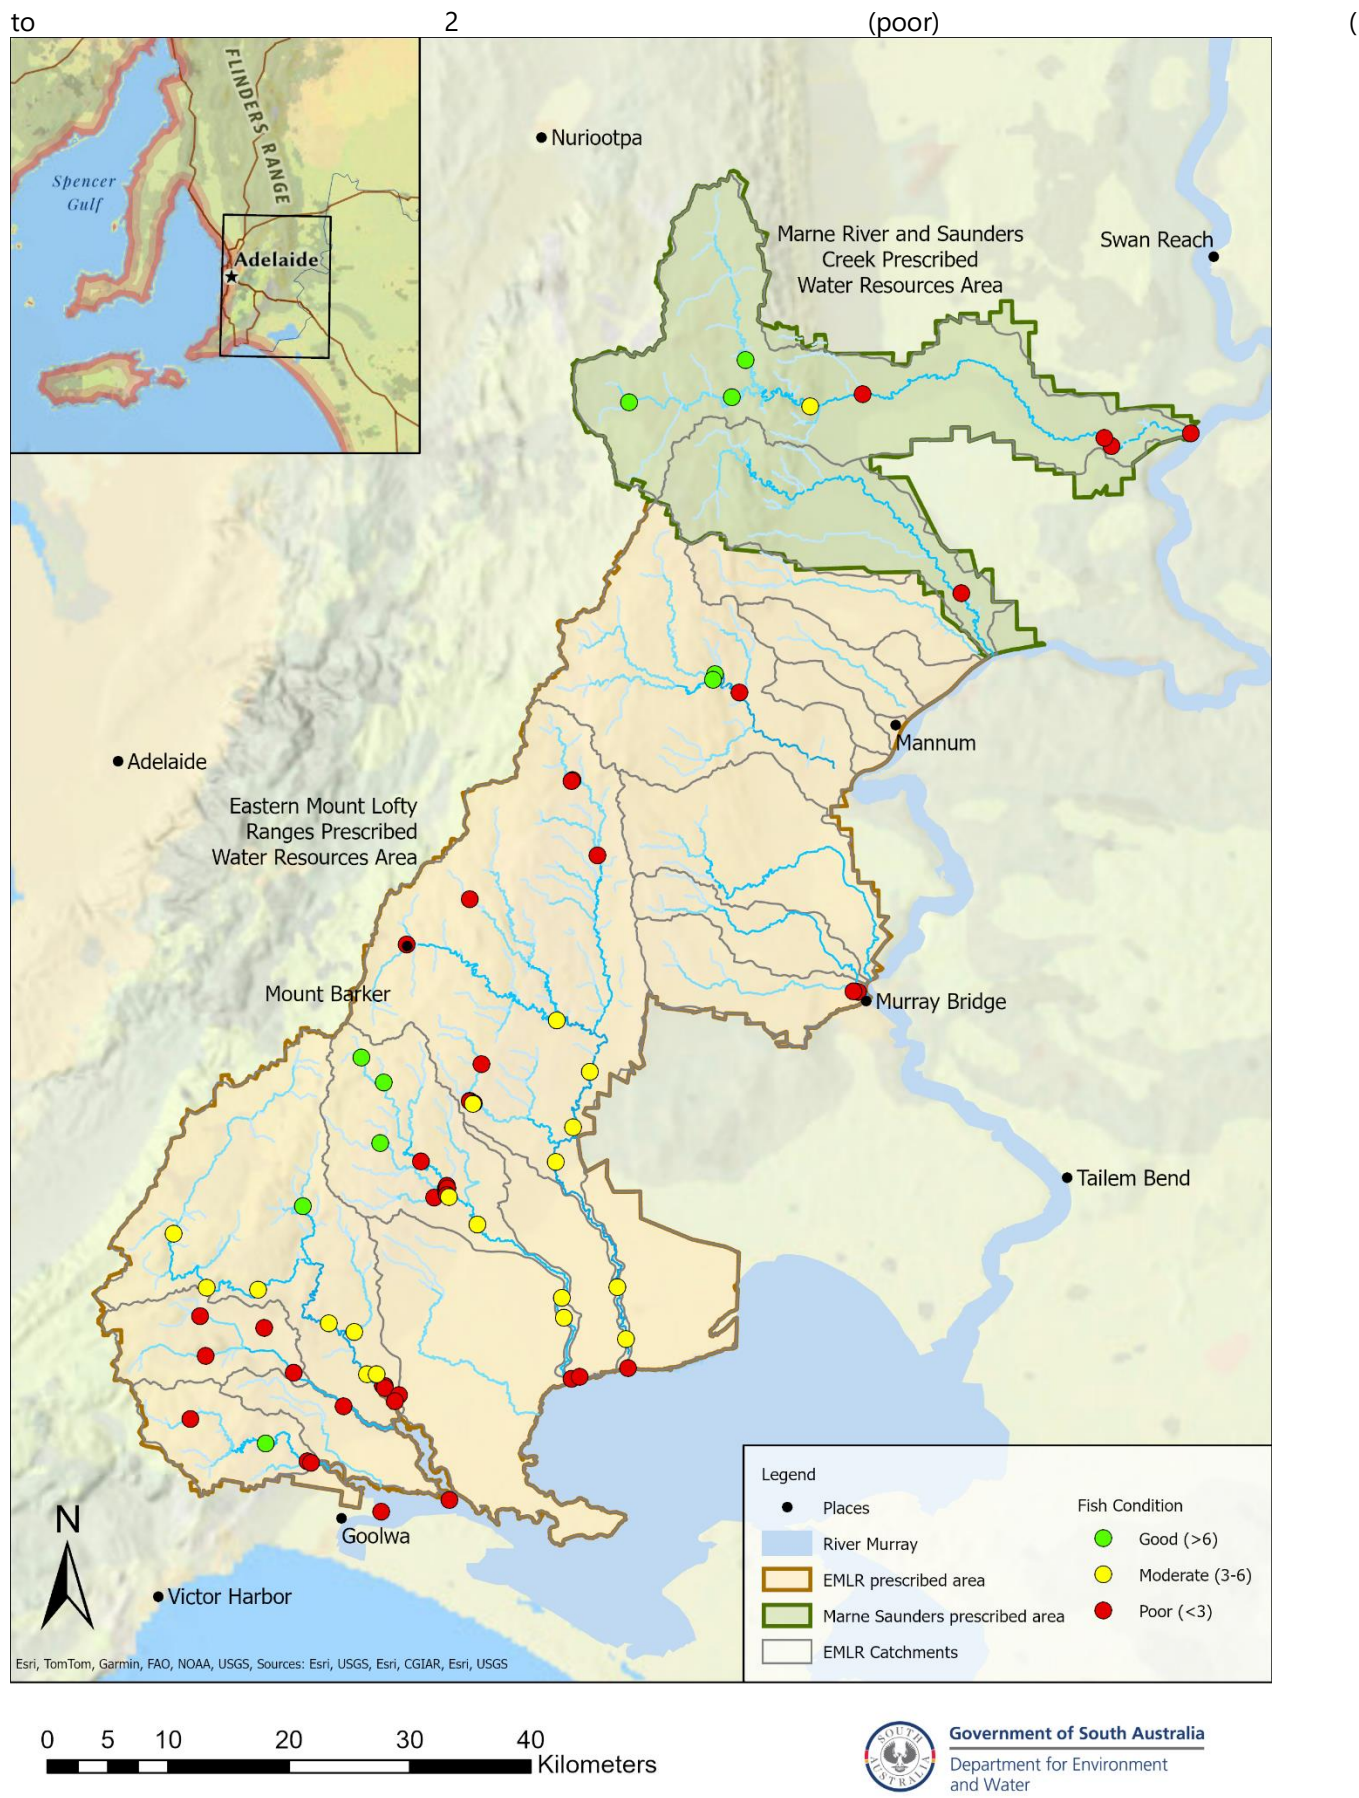 to 2 (poor) (
FLINDERS RANGE
Spencer
Gulf
Adelaide
Nuriootpa
Marne River and Saunders
Creek Prescribed
Water Resources Area
Swan Reach
Adelaide
Mannum
Eastern Mount Lofty
Ranges Prescribed
Water Resources Area
Mount Barker
Murray Bridge
Tailem Bend
Goolwa
Victor Harbor
N
Legend
Places
River Murray
EMLR prescribed area
Marne Saunders prescribed area
EMLR Catchments
Fish Condition
Good (>6)
Moderate (3-6)
Poor (<3)
Esri, TomTom, Garmin, FAO, NOAA, USGS, Sources: Esri, USGS, Esri, CGIAR, Esri, USGS
0 5 10 20 30 40
Kilometers
SOUTH AUSTRALIA
Government of South Australia
Department for Environment
and Water